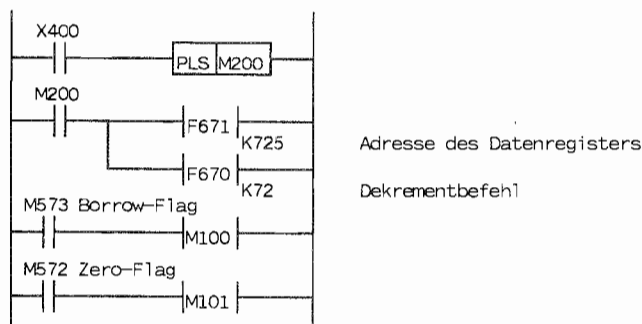 X400
PLS M200
M200
F671
K725
Adresse des Datenregisters
F670
K72
Dekrementbefehl
M573 Borrow-Flag
M100
M572 Zero-Flag
M101